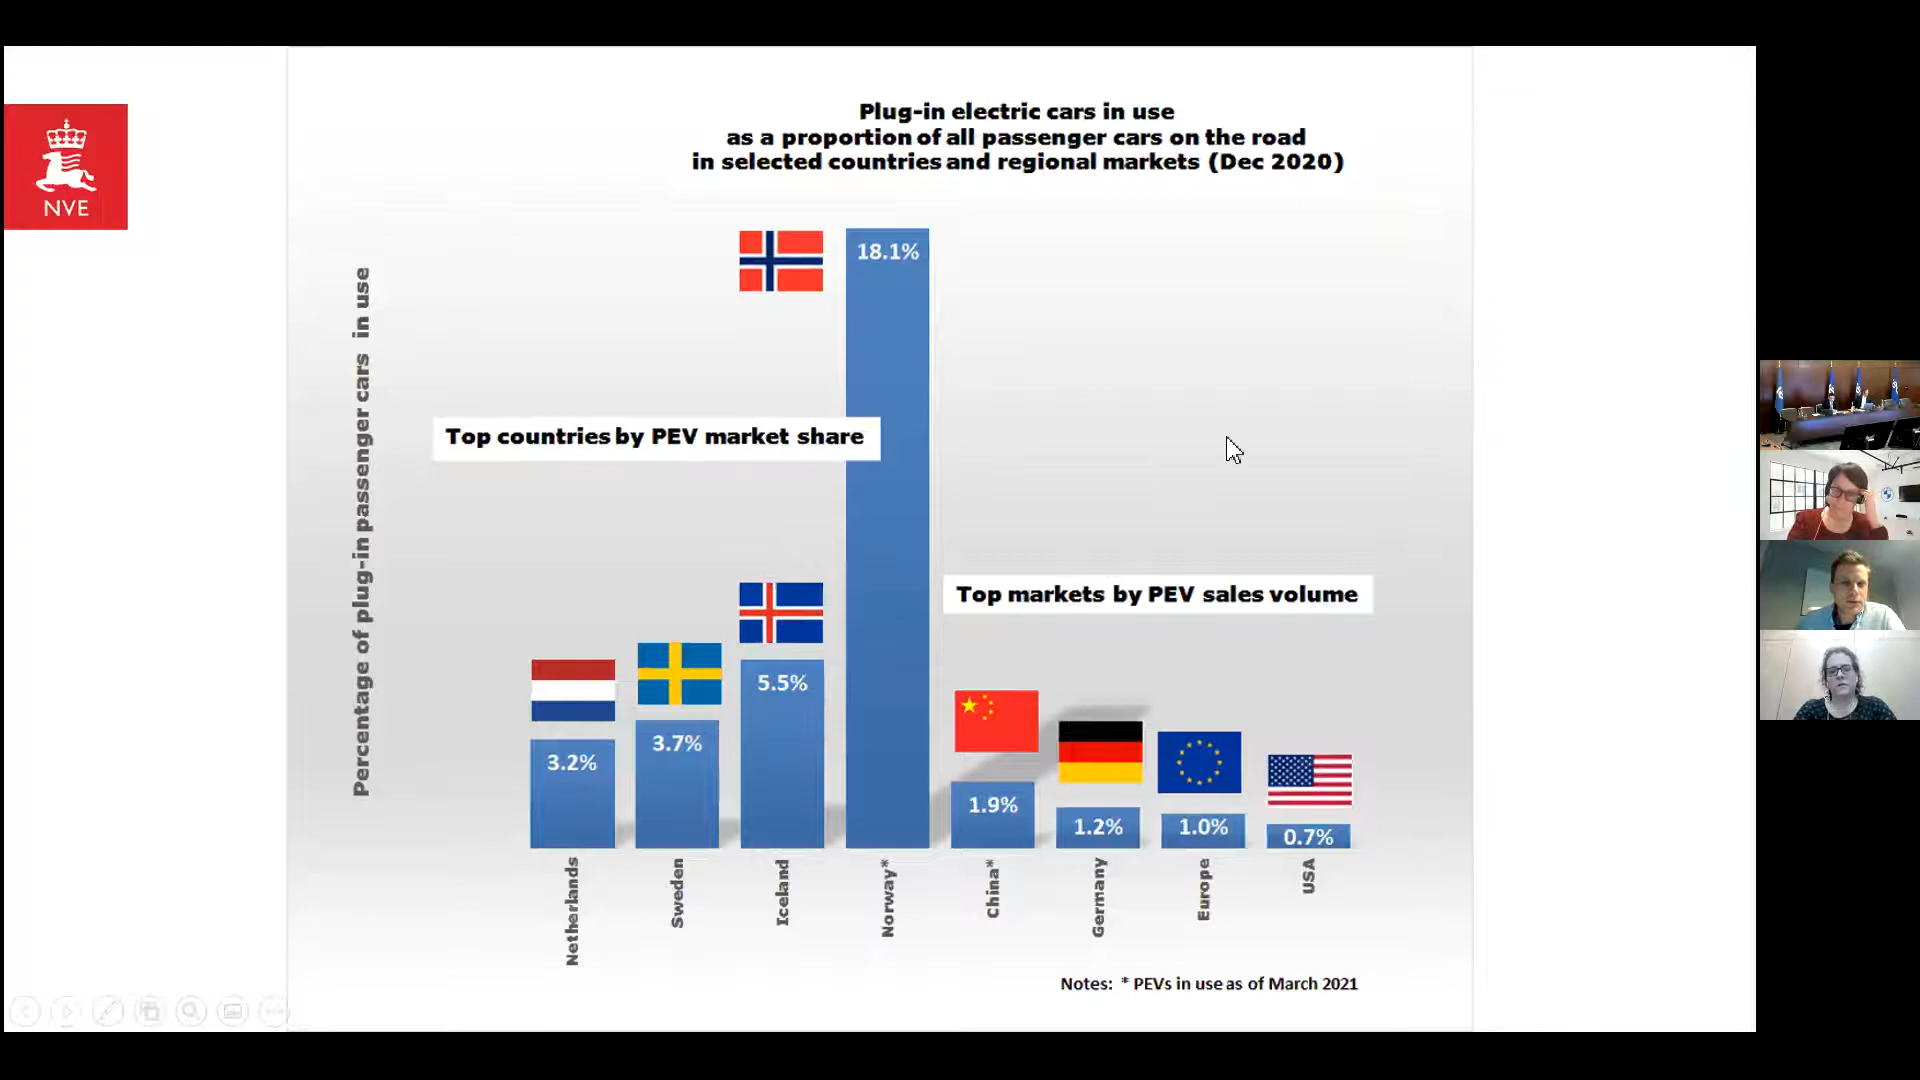 NVE
Plug-in electric cars in use
as a proportion of all passenger cars on the road
in selected countries and regional markets (Dec 2020)
Percentage of plug-in passenger cars in use
18.1%
Top countries by PEV market share
Top markets by PEV sales volume
5.5%
3.7%
3.2%
1.9%
1.2%
1.0%
0.7%
Netherlands
Sweden
Iceland
Norway*
China*
Germany
Europe
USA
Notes: * PEVs in use as of March 2021